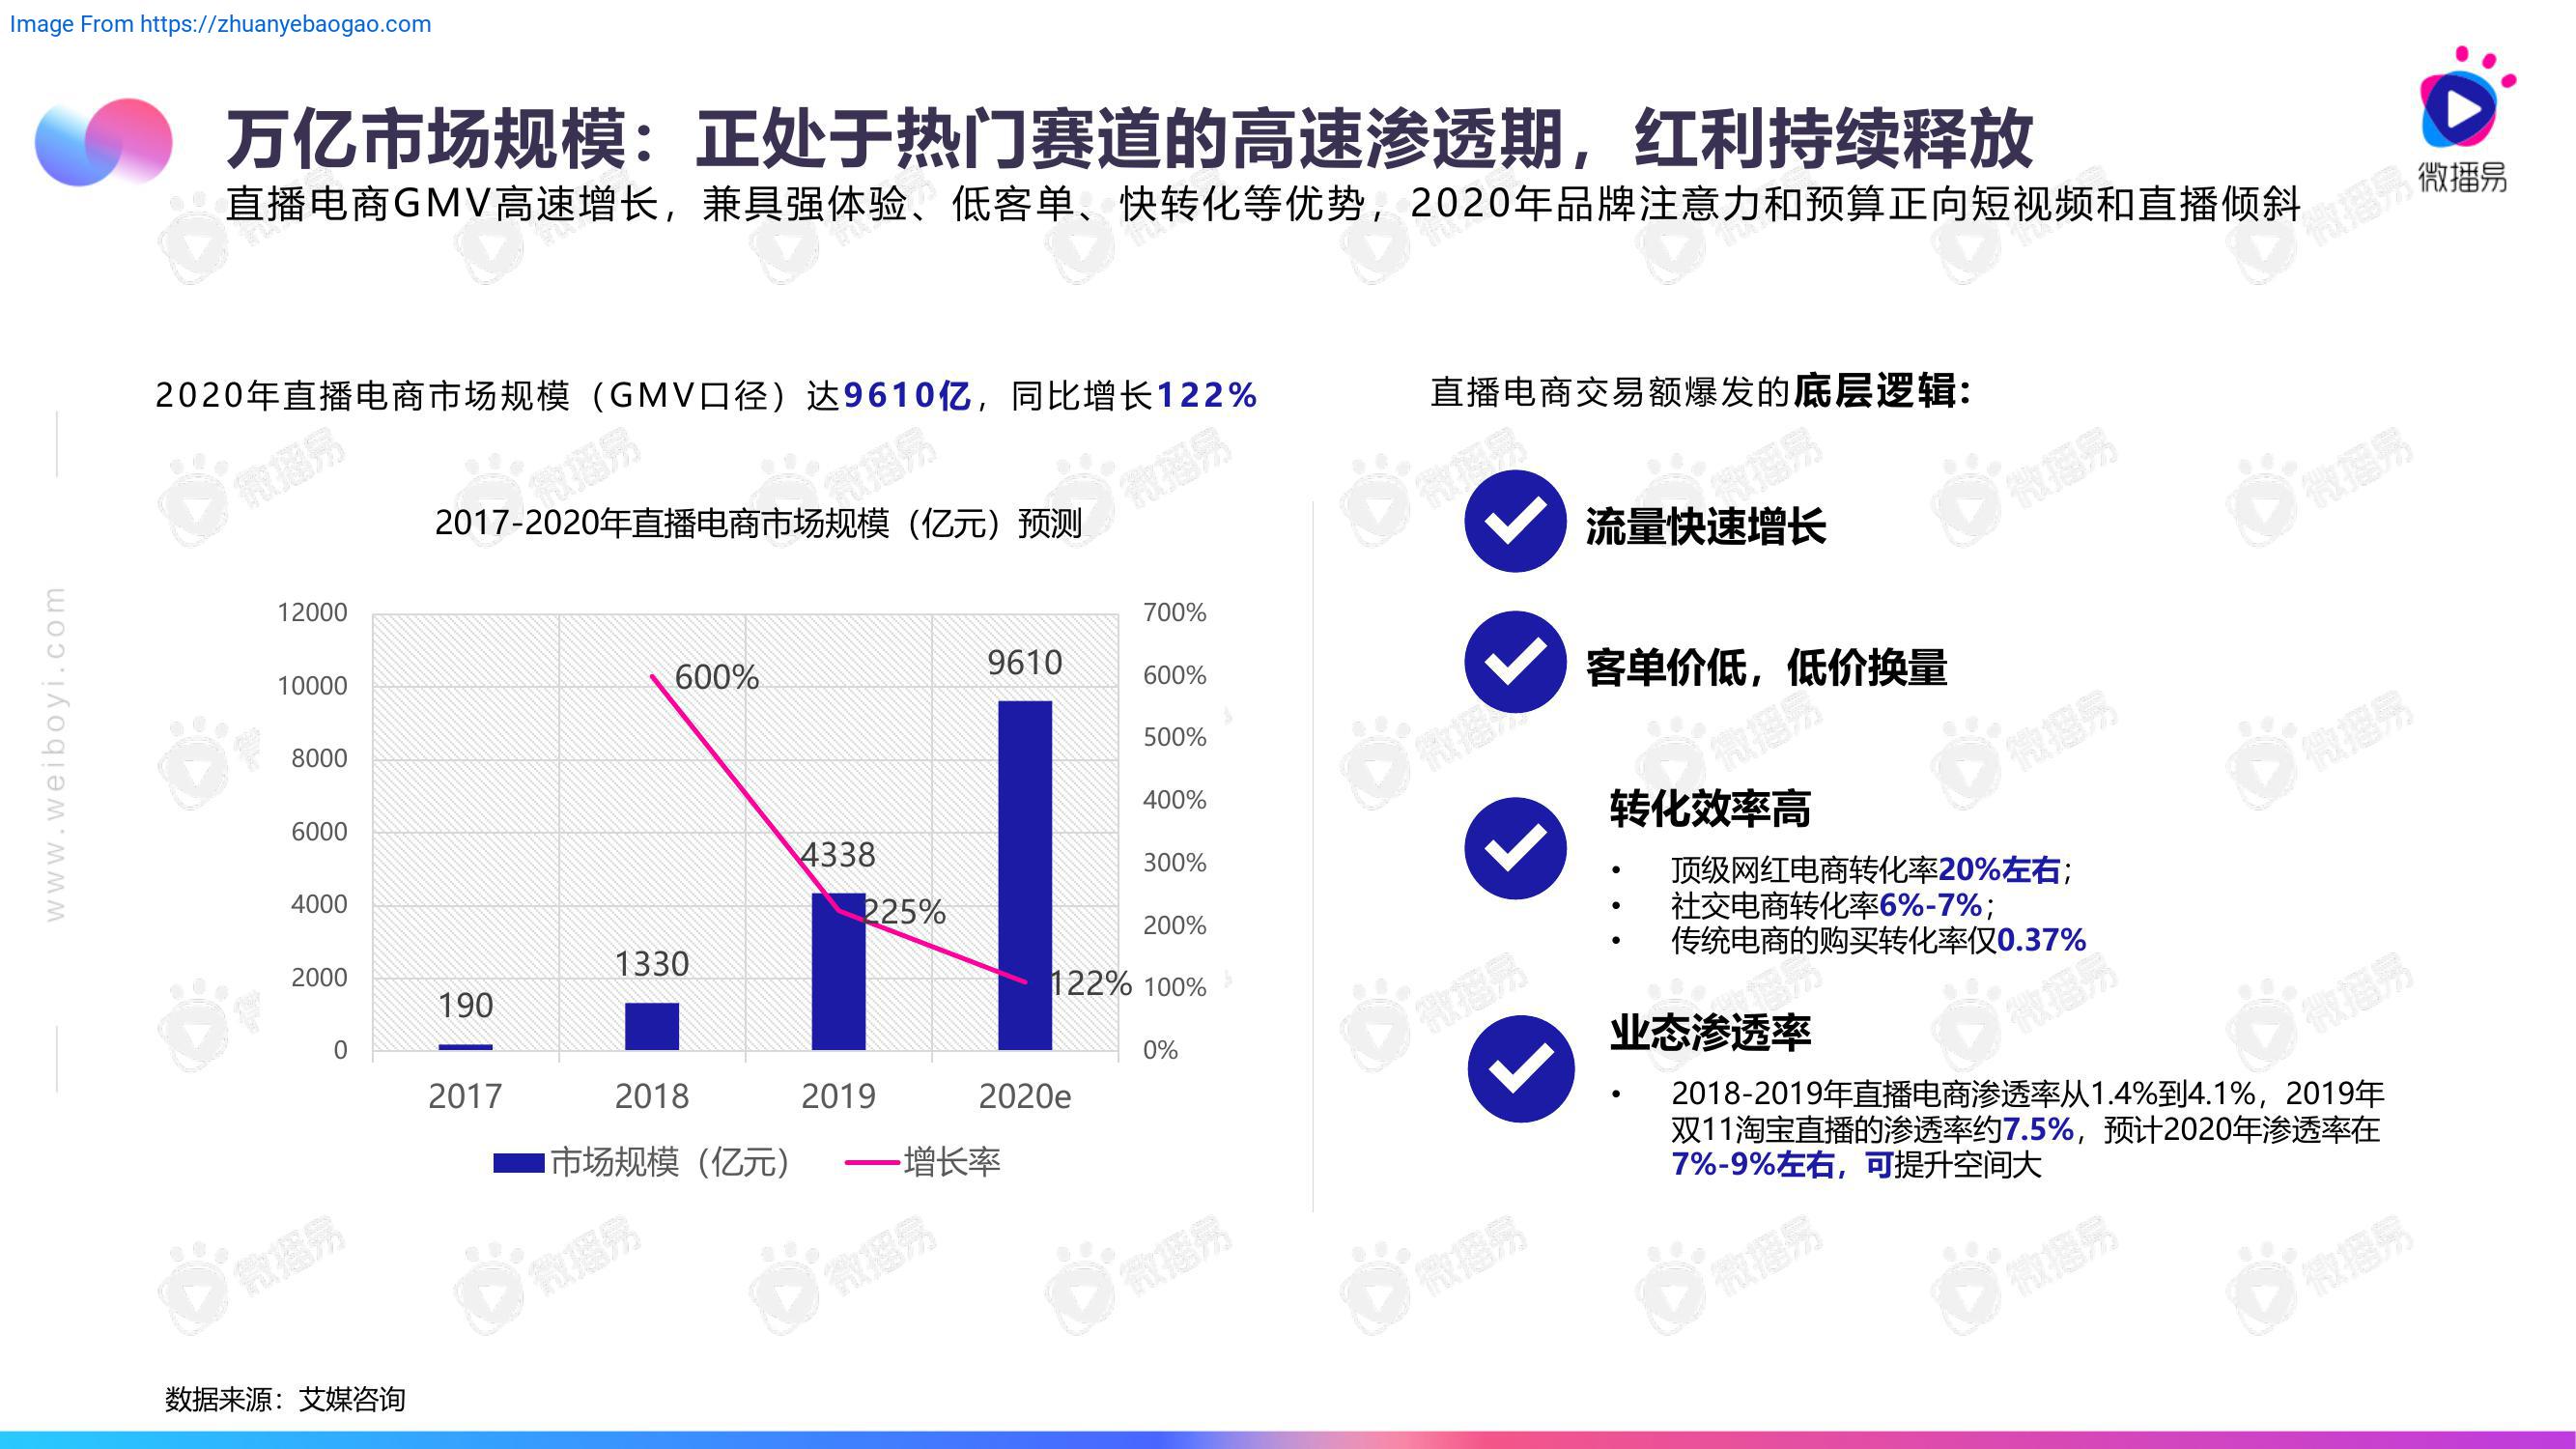 Image From https://zhuanyebaogao.com
微播易
万亿市场规模：正处于热门赛道的高速渗透期，红利持续释放
直播电商GMV高速增长，兼具强体验、低客单、快转化等优势，2020年品牌注意力和预算正向短视频和直播倾斜
www.weiboyi.com
2020年直播电商市场规模（GMV口径）达9610亿，同比增长122%
2017-2020年直播电商市场规模（亿元）预测
12000
10000
8000
6000
4000
2000
0
700%
600%
500%
400%
300%
200%
100%
0%
190
1330
4338
9610
600%
225%
122%
2017
2018
2019
2020e
市场规模（亿元）
增长率
直播电商交易额爆发的底层逻辑：
流量快速增长
客单价低，低价换量
转化效率高
• 顶级网红电商转化率20%左右；
• 社交电商转化率6%-7%；
• 传统电商的购买转化率仅0.37%
业态渗透率
• 2018-2019年直播电商渗透率从1.4%到4.1%，2019年
双11淘宝直播的渗透率约7.5%，预计2020年渗透率在
7%-9%左右，可提升空间大
数据来源：艾媒咨询